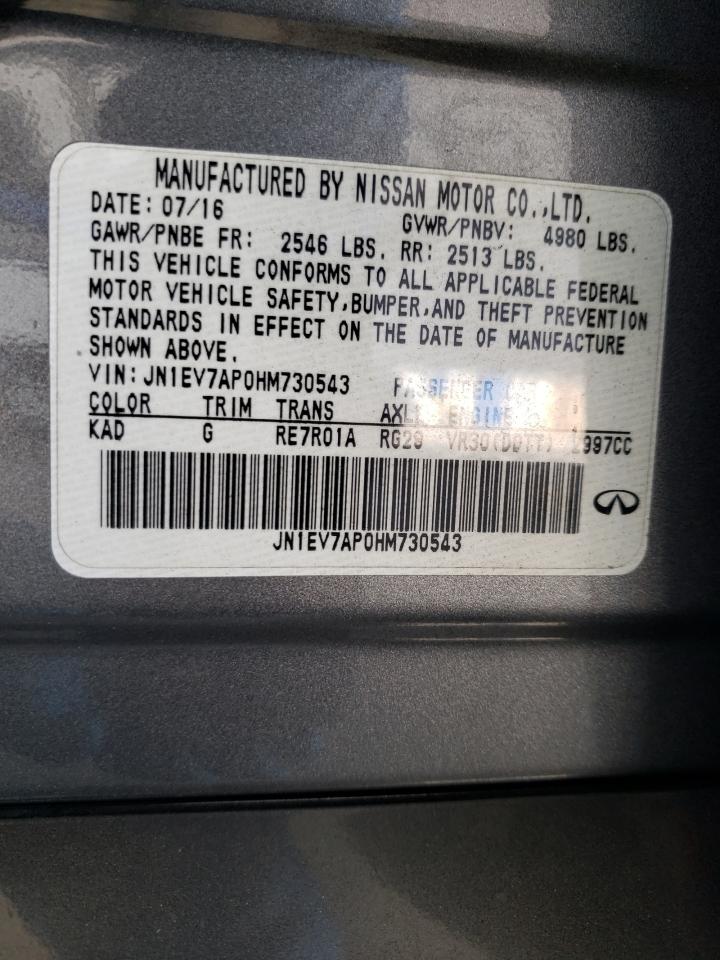 MANUFACTURED BY NISSAN MOTOR CO.,LTD.
DATE: 07/16 GVWR/PNBV: 4980 LBS.
GAWR/PNBE FR: 2546 LBS. RR: 2513 LBS.
THIS VEHICLE CONFORMS TO ALL APPLICABLE FEDERAL
MOTOR VEHICLE SAFETY,BUMPER,AND THEFT PREVENTION
STANDARDS IN EFFECT ON THE DATE OF MANUFACTURE
SHOWN ABOVE.
VIN: JN1EV7AP0HM730543 PASSENGER
COLOR TRIM TRANS AXLE ENGINE
KAD G RE7R01A RG29 VR30(DDTT) 2997CC
JN1EV7AP0HM730543